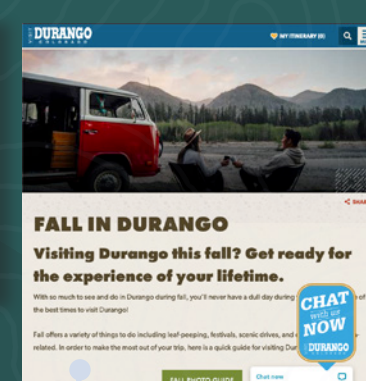 VISIT
DURANGO
COLORADO
MY ITINERARY (0)
SHAR
FALL IN DURANGO
Visiting Durango this fall? Get ready for
the experience of your lifetime.
With so much to see and do in Durango during fall, you'll never have a dull day during of
the best times to visit Durango!
Fall offers a variety of things to do including leaf-peeping, festivals, scenic drives, and
related. In order to make the most out of your trip, here is a quick guide for visiting Dur
CHAT
with us
NOW
DURANGO
COLORADO
FALL PHOTO GUIDE
Chat now